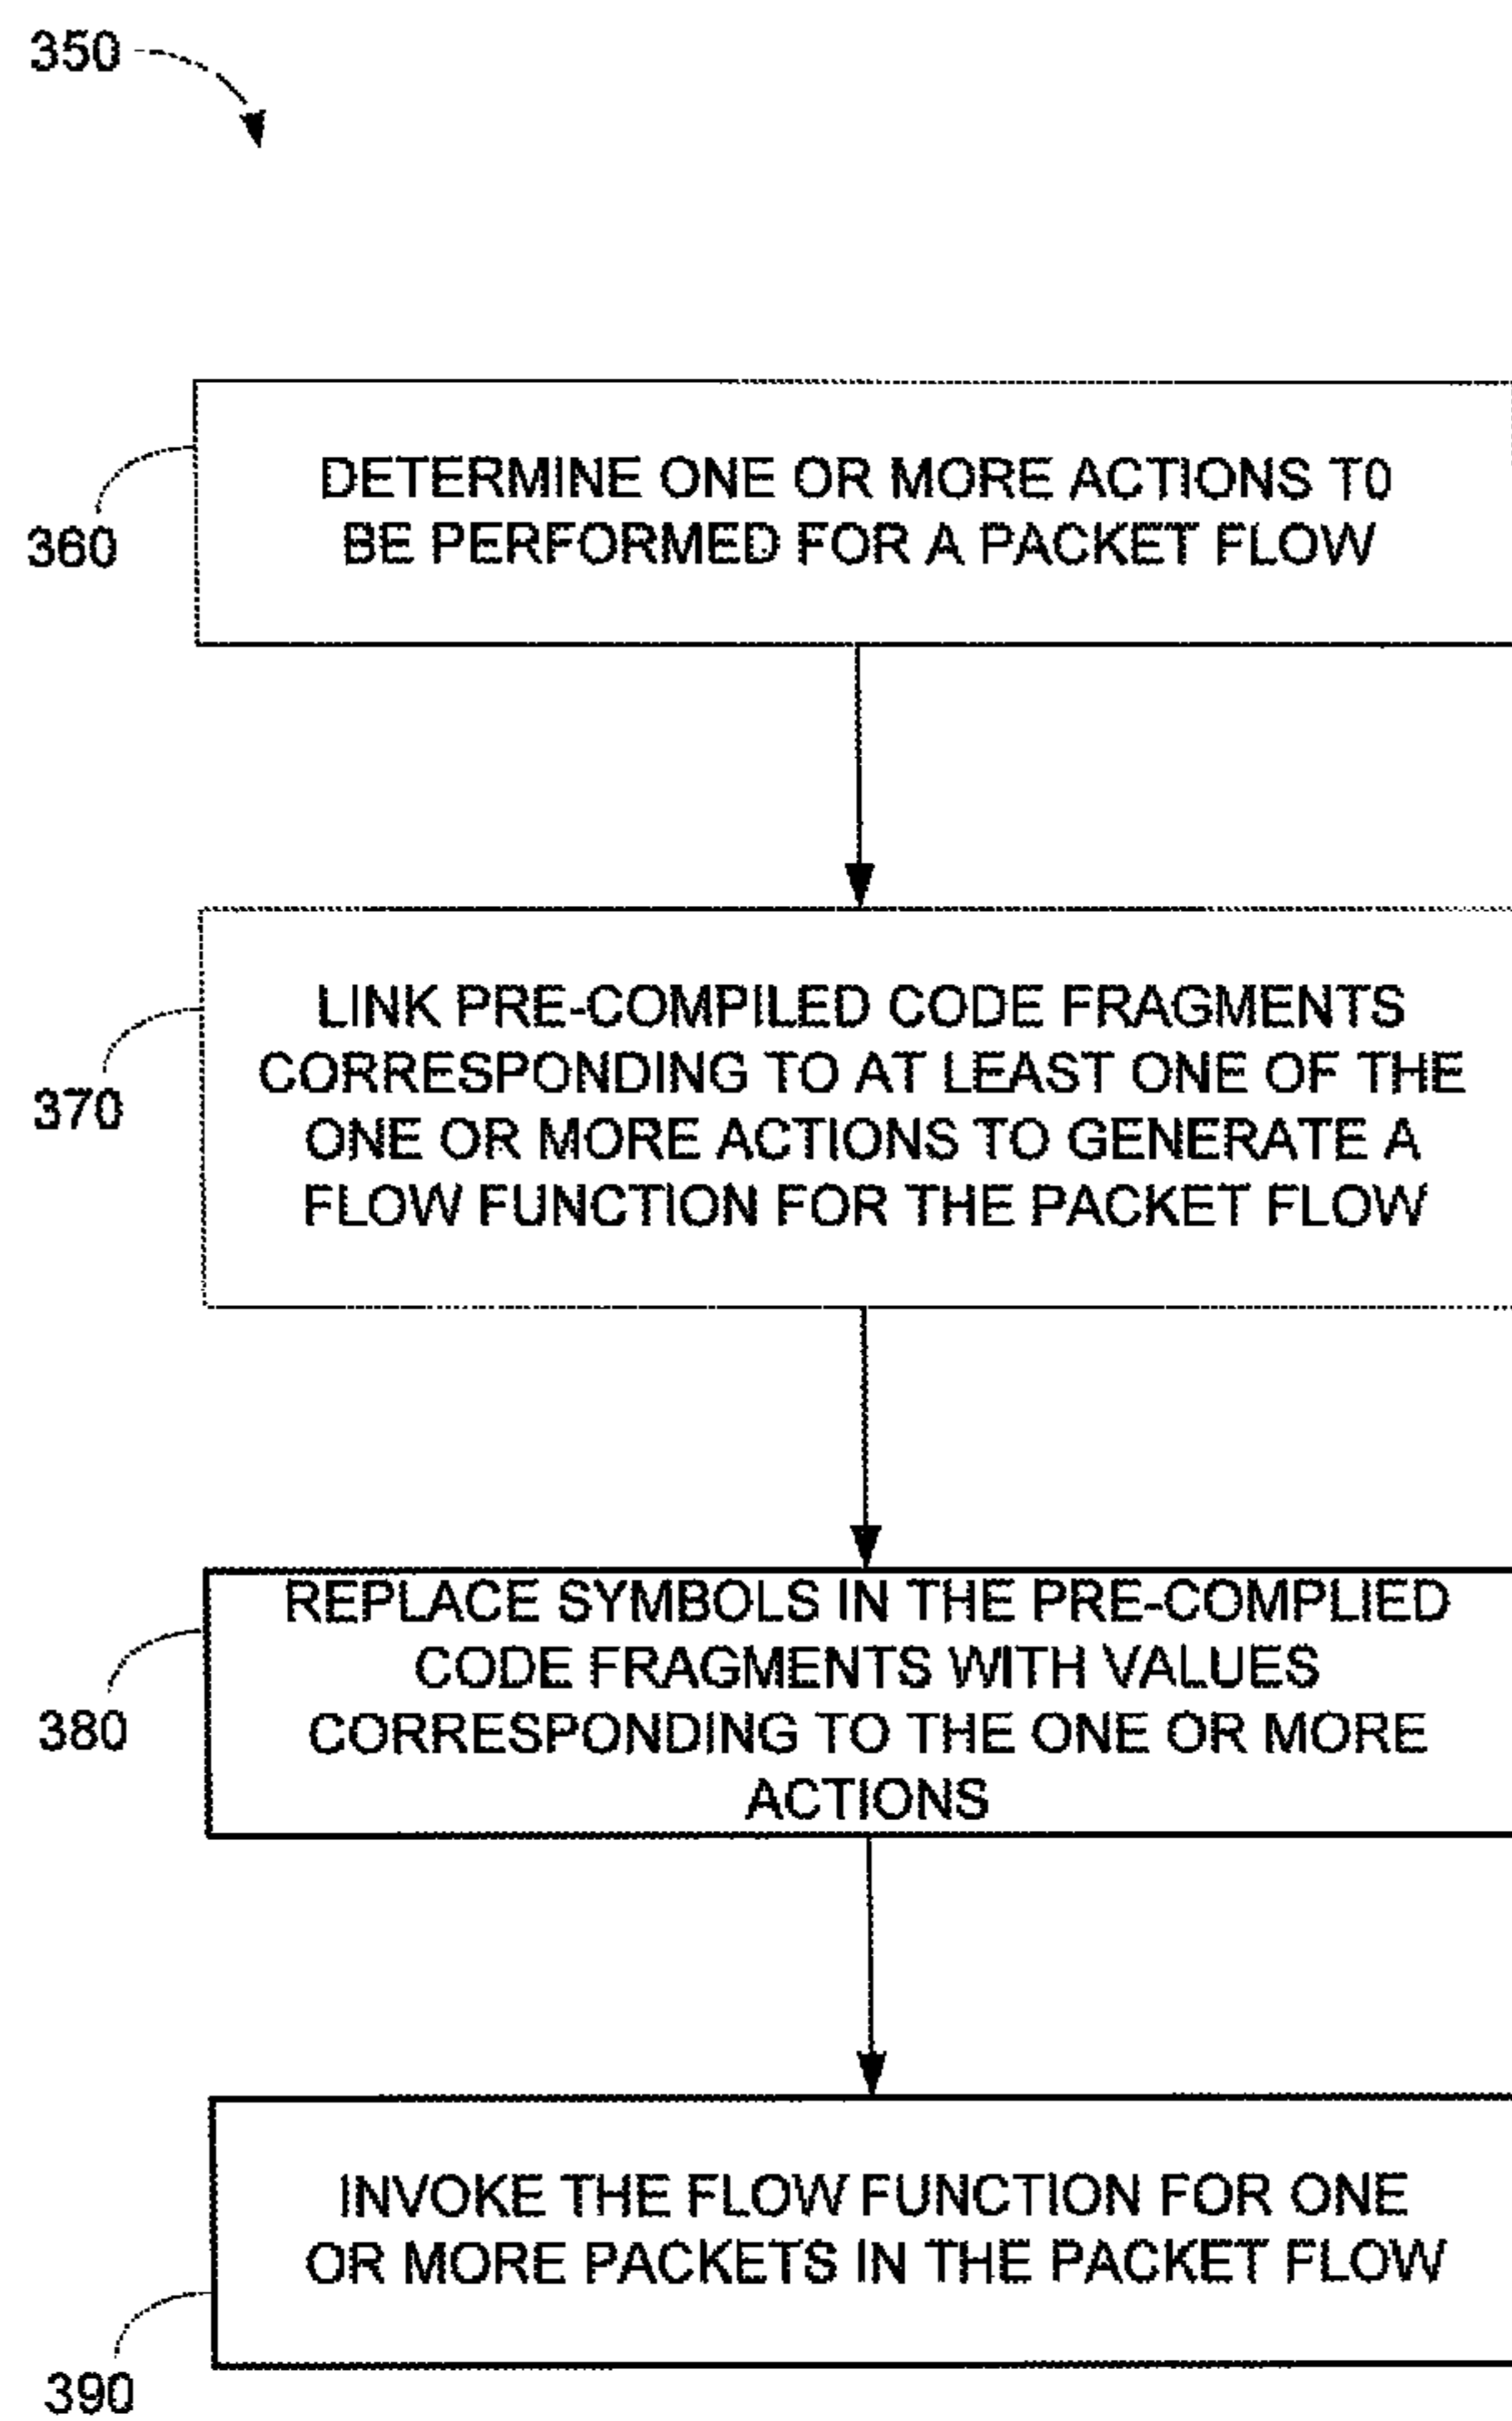 350
DETERMINE ONE OR MORE ACTIONS TO
BE PERFORMED FOR A PACKET FLOW
360
LINK PRE-COMPILED CODE FRAGMENTS
CORRESPONDING TO AT LEAST ONE OF THE
ONE OR MORE ACTIONS TO GENERATE A
FLOW FUNCTION FOR THE PACKET FLOW
370
REPLACE SYMBOLS IN THE PRE-COMPLIED
CODE FRAGMENTS WITH VALUES
CORRESPONDING TO THE ONE OR MORE
ACTIONS
380
INVOKE THE FLOW FUNCTION FOR ONE
OR MORE PACKETS IN THE PACKET FLOW
390